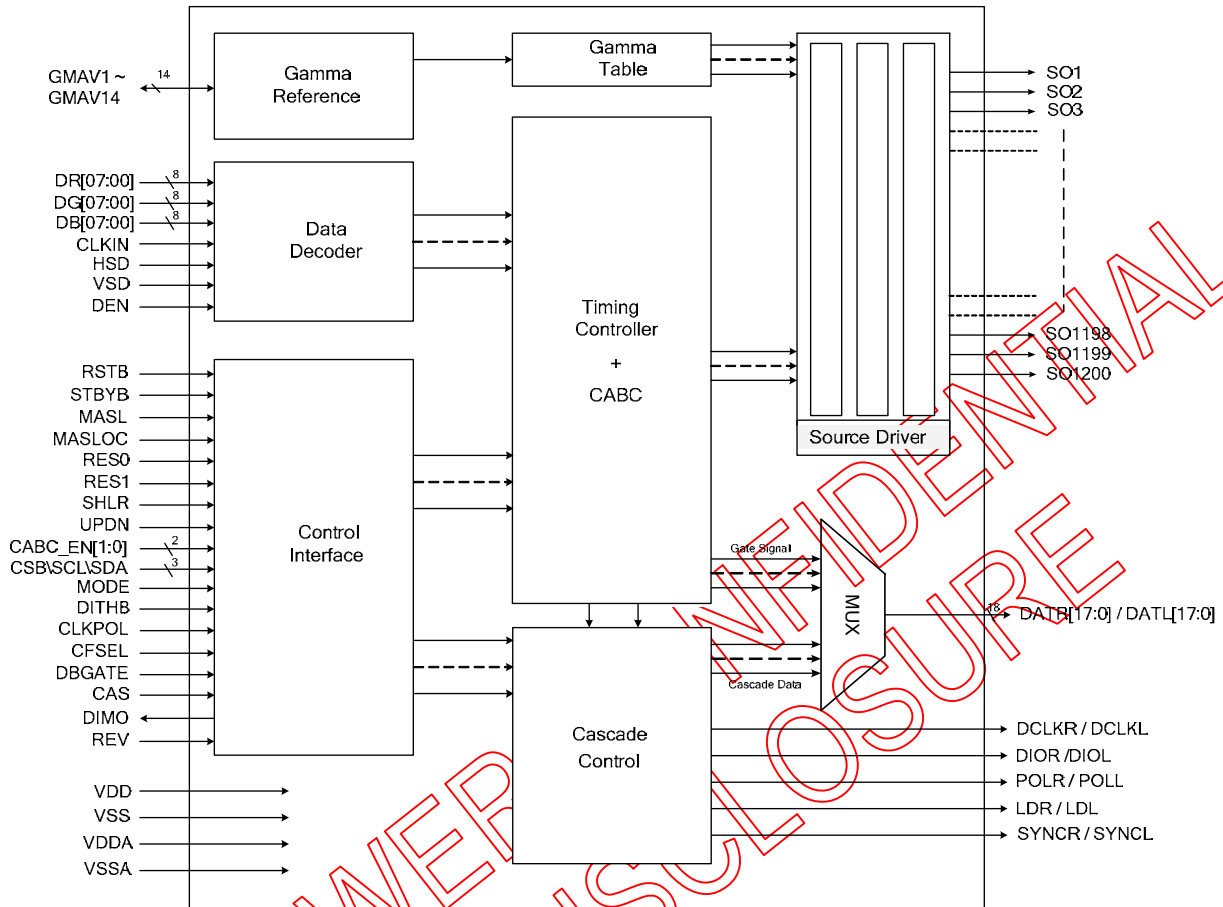 GMAV1 ~
GMAV14
14
Gamma
Reference
Gamma
Table
SO1
SO2
SO3
SO1198
SO1199
SO1200
Source Driver
DR[07:00]
8
DG[07:00]
8
DB[07:00]
8
CLKIN
HSD
VSD
DEN
Data
Decoder
Timing
Controller
+
CABC
RSTB
STBYB
MASL
MASLOC
RES0
RES1
SHLR
UPDN
CABC_EN[1:0]
2
CSB\SCL\SDA
3
MODE
DITHB
CLKPOL
CFSEL
DBGATE
CAS
DIMO
REV
Control
Interface
Gate Signal
Cascade Data
MUX
18
DATR[17:0] / DATL[17:0]
Cascade
Control
DCLKR / DCLKL
DIOR /DIOL
POLR / POLL
LDR / LDL
SYNCR / SYNCL
VDD
VSS
VDDA
VSSA